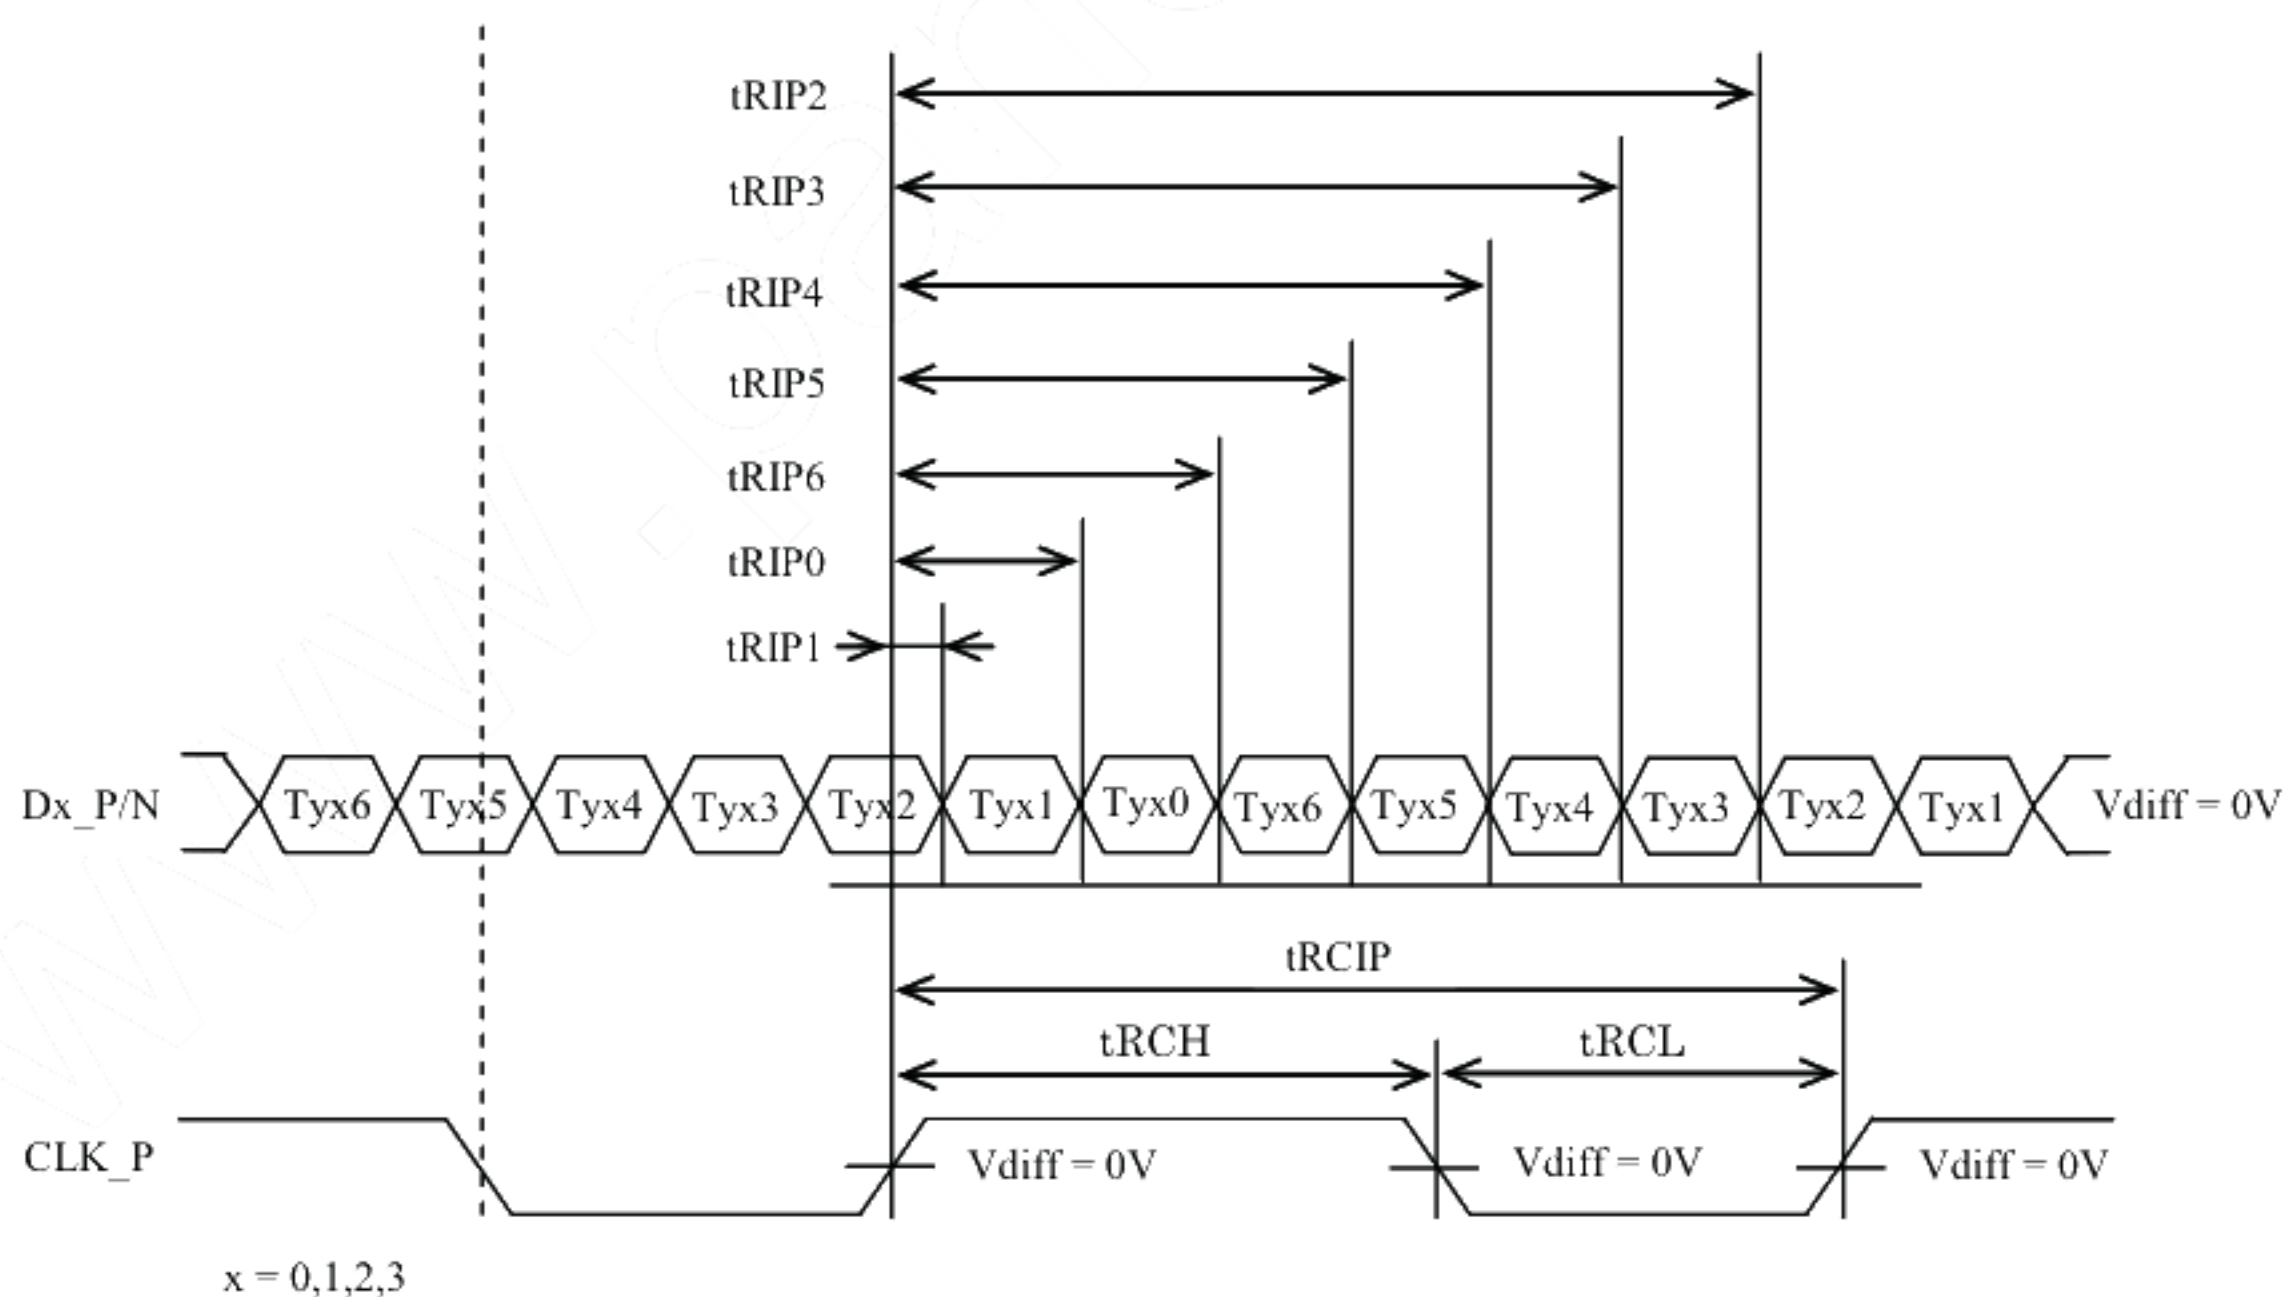 tRIP2
tRIP3
tRIP4
tRIP5
tRIP6
tRIP0
tRIP1
Dx_P/N Tyx6 Tyx5 Tyx4 Tyx3 Tyx2 Tyx1 Tyx0 Tyx6 Tyx5 Tyx4 Tyx3 Tyx2 Tyx1 Vdiff = 0V
tRCIP
tRCH tRCL
CLK_P Vdiff = 0V Vdiff = 0V Vdiff = 0V
x = 0,1,2,3